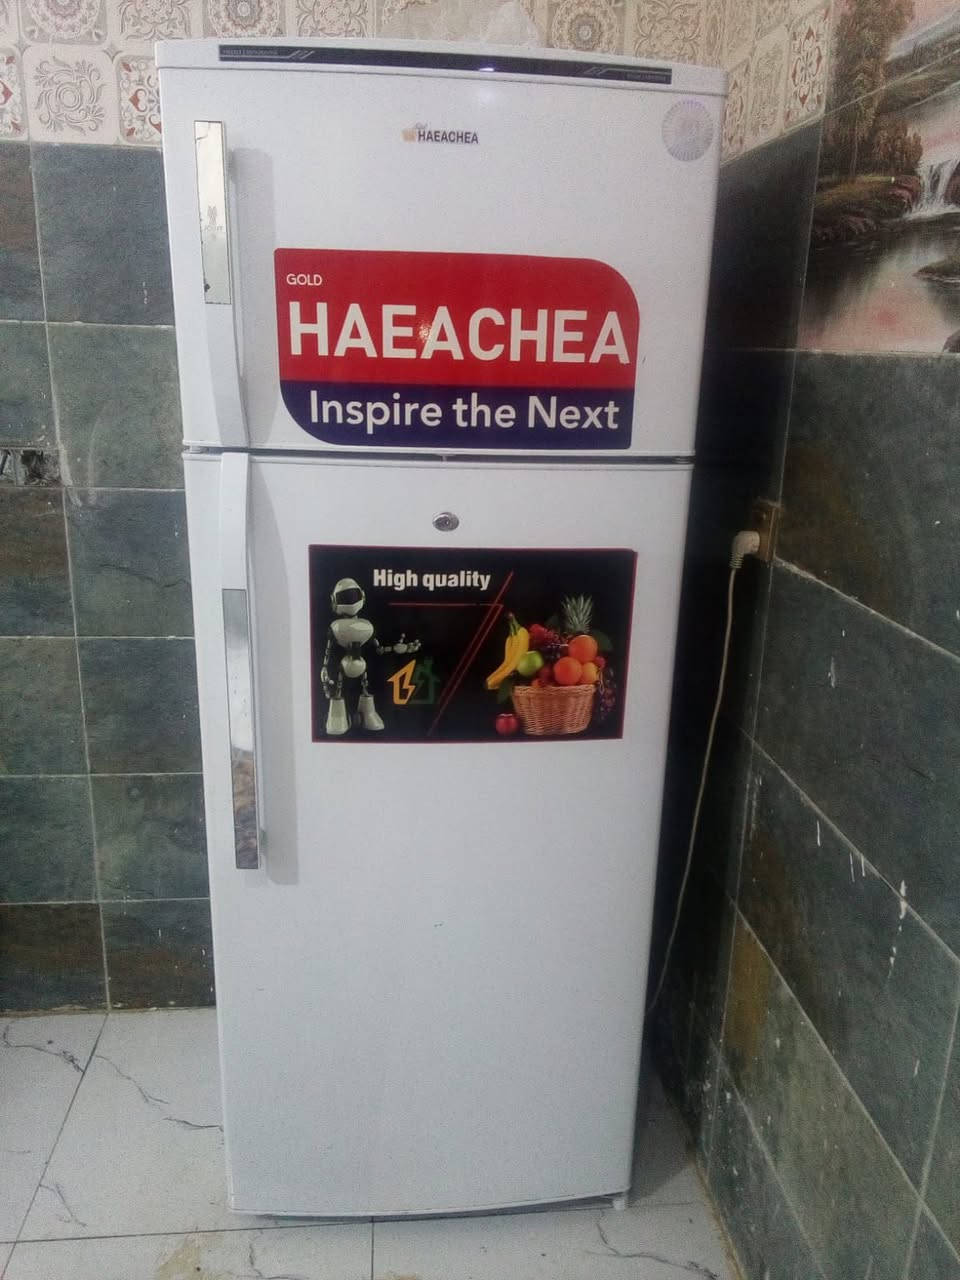 HAEACHEA
GOLD
HAEACHEA
Inspire the Next
High quality